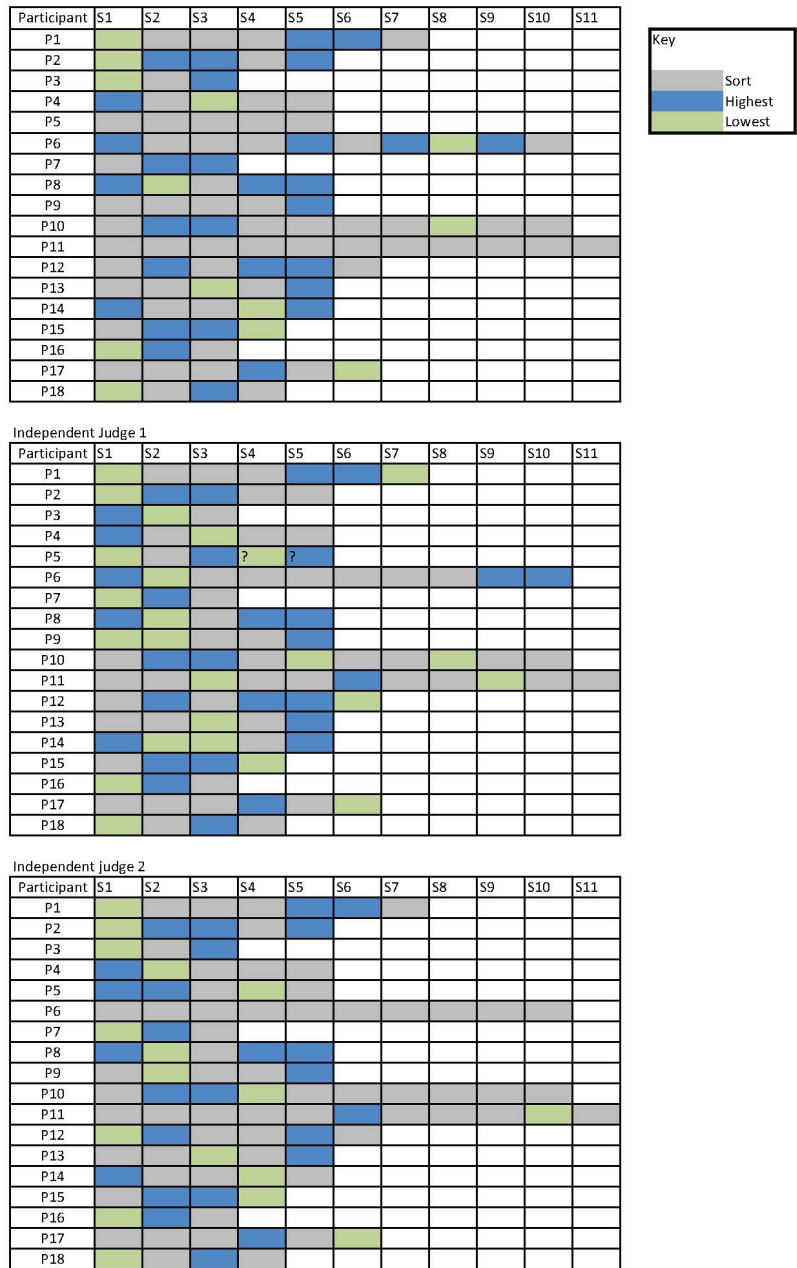 Participant S1 S2 S3 S4 S5 S6 S7 S8 S9 S10 S11
P1
P2
P3
P4
P5
P6
P7
P8
P9
P10
P11
P12
P13
P14
P15
P16
P17
P18
Key
Sort
Highest
Lowest
Independent Judge 1
Participant S1 S2 S3 S4 S5 S6 S7 S8 S9 S10 S11
P1
P2
P3
P4
P5 ? ?
P6
P7
P8
P9
P10
P11
P12
P13
P14
P15
P16
P17
P18
Independent judge 2
Participant S1 S2 S3 S4 S5 S6 S7 S8 S9 S10 S11
P1
P2
P3
P4
P5
P6
P7
P8
P9
P10
P11
P12
P13
P14
P15
P16
P17
P18